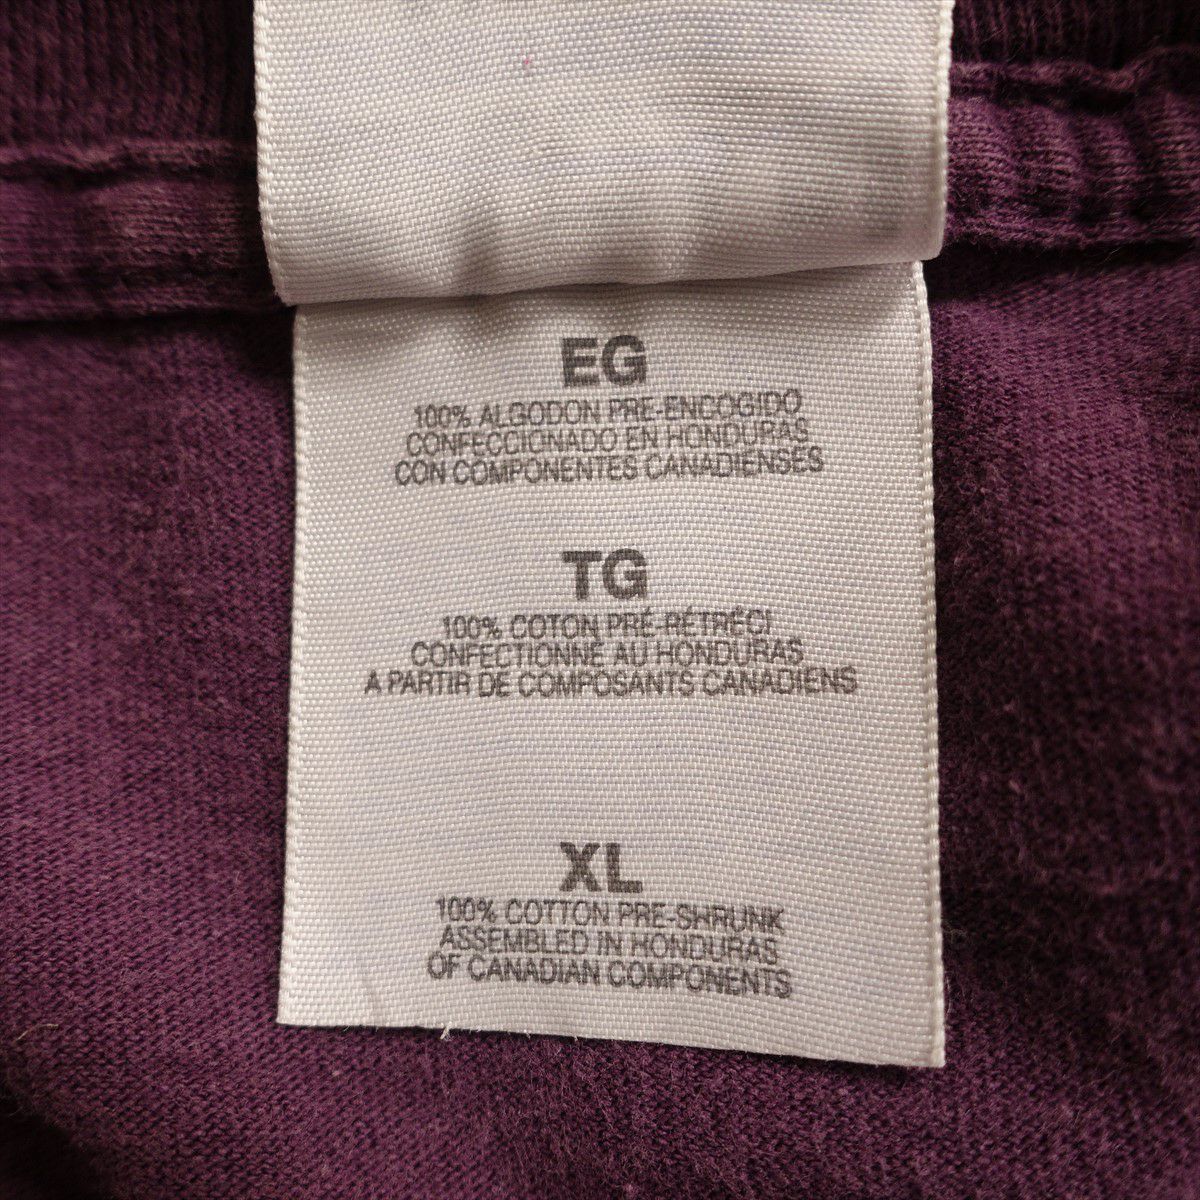 EG
100% ALGODON PRE-ENCOGIDO
CONFECCIONADO EN HONDURAS
CON COMPONENTES CANADIENSES
TG
100% COTON PRÉ-RÉTRÉCI
CONFECTIONNE AU HONDURAS
A PARTIR DE COMPOSANTS CANADIENS
XL
100% COTTON PRE-SHRUNK
ASSEMBLED IN HONDURAS
OF CANADIAN COMPONENTS